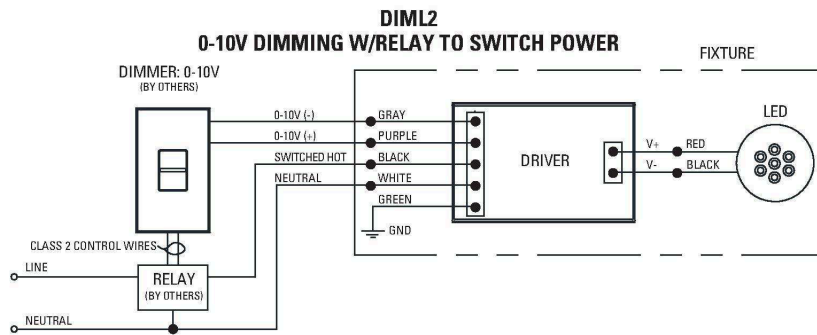 DIML2
0-10V DIMMING W/RELAY TO SWITCH POWER
FIXTURE
DIMMER: 0-10V
(BY OTHERS)
LED
0-10V (-)
GRAY
0-10V (+)
PURPLE
SWITCHED HOT
BLACK
NEUTRAL
WHITE
GREEN
GND
DRIVER
V+
RED
V-
BLACK
CLASS 2 CONTROL WIRES
LINE
RELAY
(BY OTHERS)
NEUTRAL